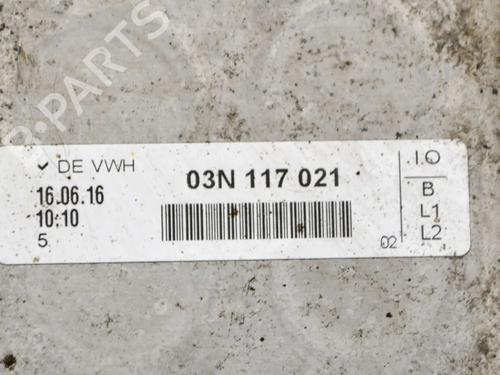 B-PARTS
✓ DE VWH
16.06.16
10:10
5
03N 117 021
02
I.O
B
L1
L2